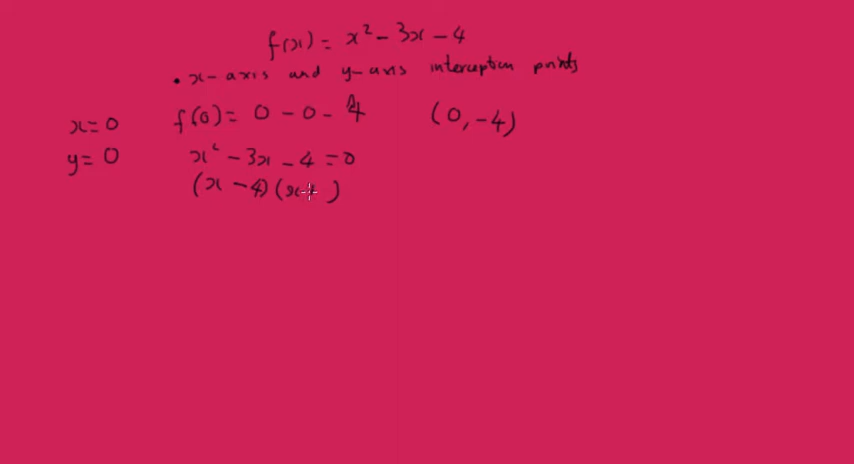 f(x) = x² - 3x - 4
• x-axis and y-axis interception points
x=0 f(0) = 0 - 0 - 4 (0, -4)
y= 0 x² - 3x - 4 = 0
(x - 4) (x+ )